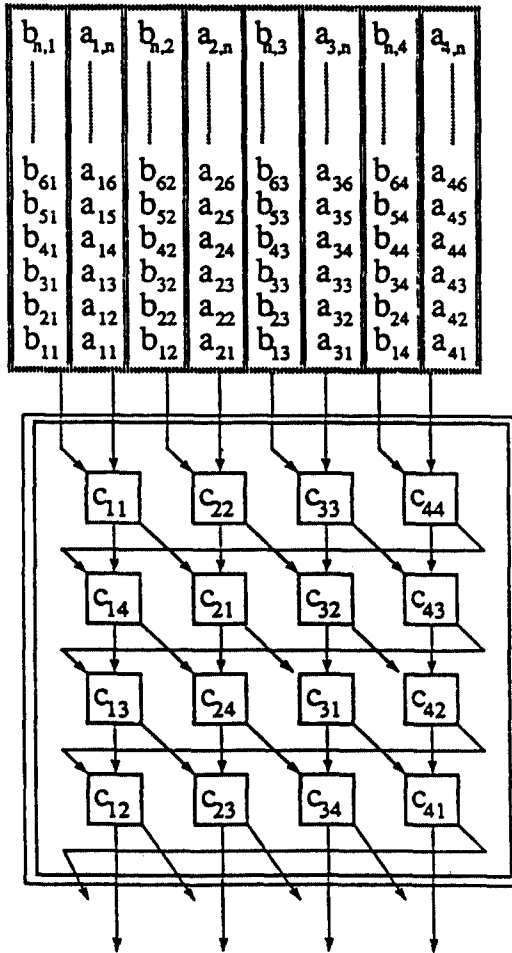 b_{n,1} a_{1,n} b_{n,2} a_{2,n} b_{n,3} a_{3,n} b_{n,4} a_{4,n}
b_{61} a_{16} b_{62} a_{26} b_{63} a_{36} b_{64} a_{46}
b_{51} a_{15} b_{52} a_{25} b_{53} a_{35} b_{54} a_{45}
b_{41} a_{14} b_{42} a_{24} b_{43} a_{34} b_{44} a_{44}
b_{31} a_{13} b_{32} a_{23} b_{33} a_{33} b_{34} a_{43}
b_{21} a_{12} b_{22} a_{22} b_{23} a_{32} b_{24} a_{42}
b_{11} a_{11} b_{12} a_{21} b_{13} a_{31} b_{14} a_{41}
c_{11} c_{22} c_{33} c_{44}
c_{14} c_{21} c_{32} c_{43}
c_{13} c_{24} c_{31} c_{42}
c_{12} c_{23} c_{34} c_{41}